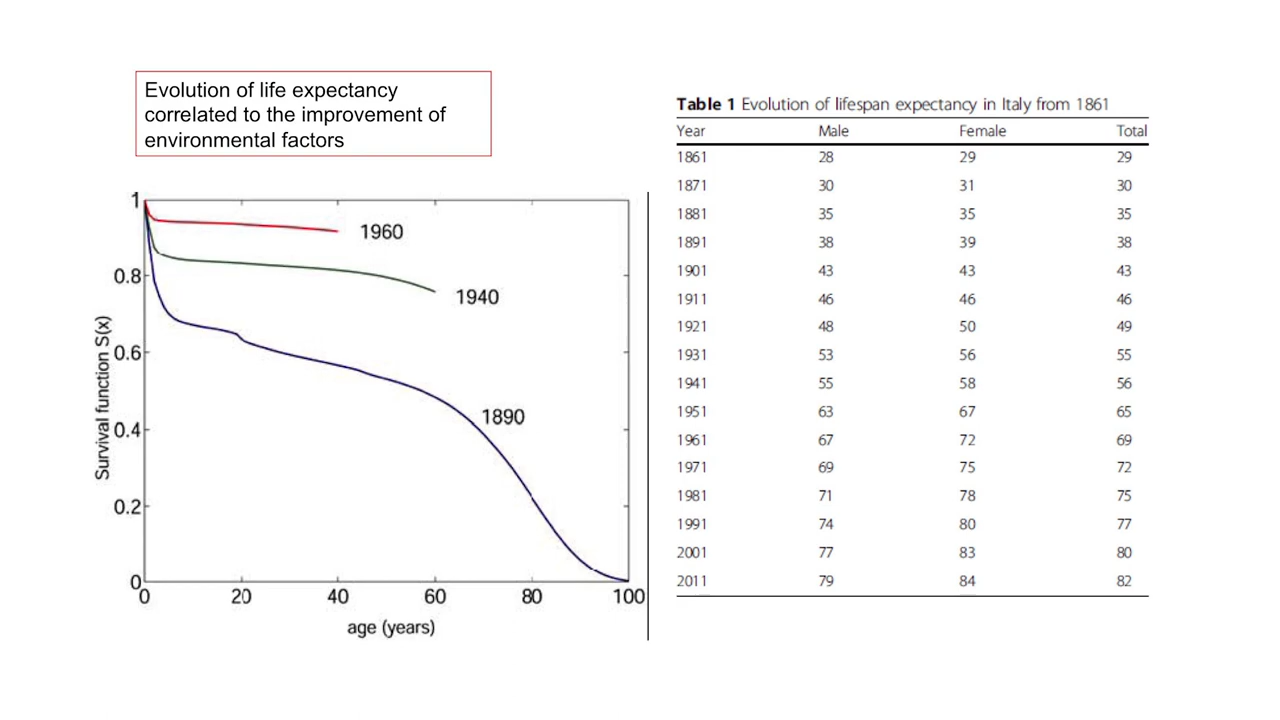 Evolution of life expectancy
correlated to the improvement of
environmental factors
1
0.8
0.6
0.4
0.2
0
0 20 40 60 80 100
Survival function S(x)
age (years)
1960
1940
1890
Table 1 Evolution of lifespan expectancy in Italy from 1861
Year Male Female Total
1861 28 29 29
1871 30 31 30
1881 35 35 35
1891 38 39 38
1901 43 43 43
1911 46 46 46
1921 48 50 49
1931 53 56 55
1941 55 58 56
1951 63 67 65
1961 67 72 69
1971 69 75 72
1981 71 78 75
1991 74 80 77
2001 77 83 80
2011 79 84 82